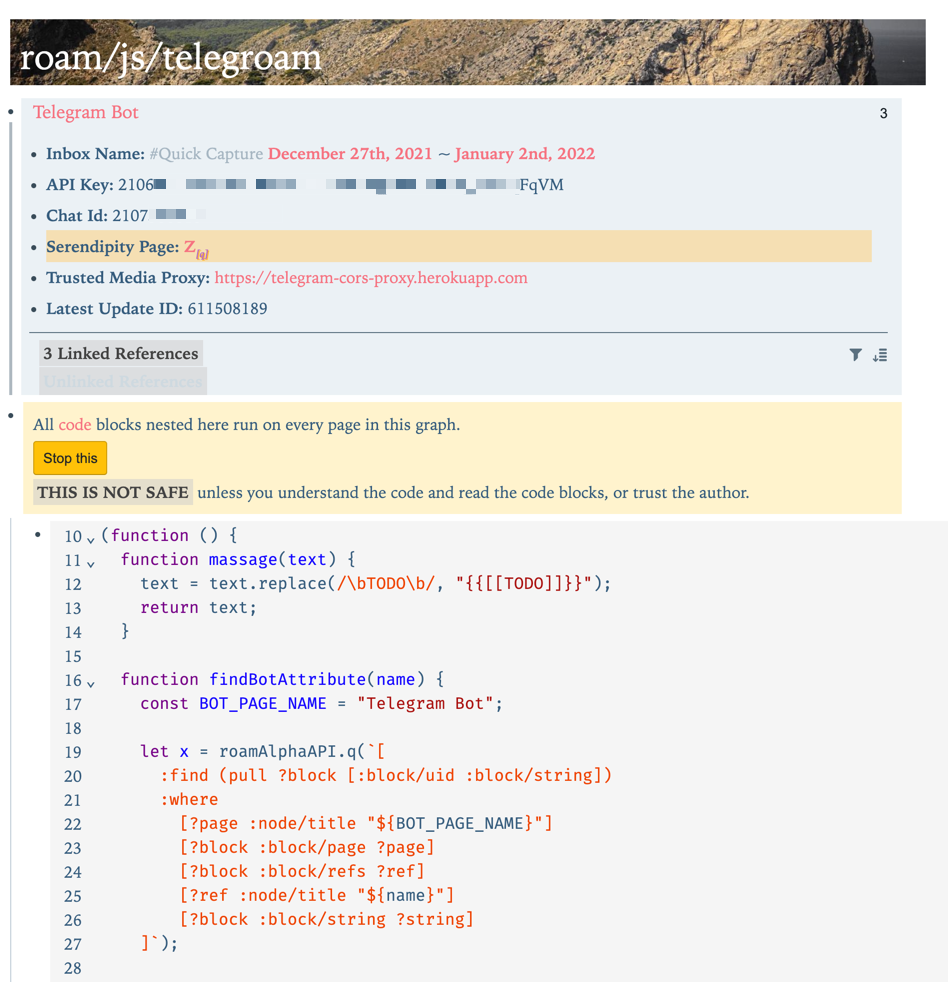 roam/js/telegroam
Telegram Bot 3
Inbox Name: #Quick Capture December 27th, 2021 ~ January 2nd, 2022
API Key: 2106 FqVM
Chat Id: 2107
Serendipity Page: Z[q]
Trusted Media Proxy: https://telegram-cors-proxy.herokuapp.com
Latest Update ID: 611508189
3 Linked References
Unlinked References
All code blocks nested here run on every page in this graph.
Stop this
THIS IS NOT SAFE unless you understand the code and read the code blocks, or trust the author.
10 (function () {
11 function massage(text) {
12 text = text.replace(/\bTODO\b/, "{{[[TODO]]}}");
13 return text;
14 }
15
16 function findBotAttribute(name) {
17 const BOT_PAGE_NAME = "Telegram Bot";
18
19 let x = roamAlphaAPI.q(`[
20 :find (pull ?block [:block/uid :block/string])
21 :where
22 [?page :node/title "${BOT_PAGE_NAME}"]
23 [?block :block/page ?page]
24 [?block :block/refs ?ref]
25 [?ref :node/title "${name}"]
26 [?block :block/string ?string]
27 ]`);
28